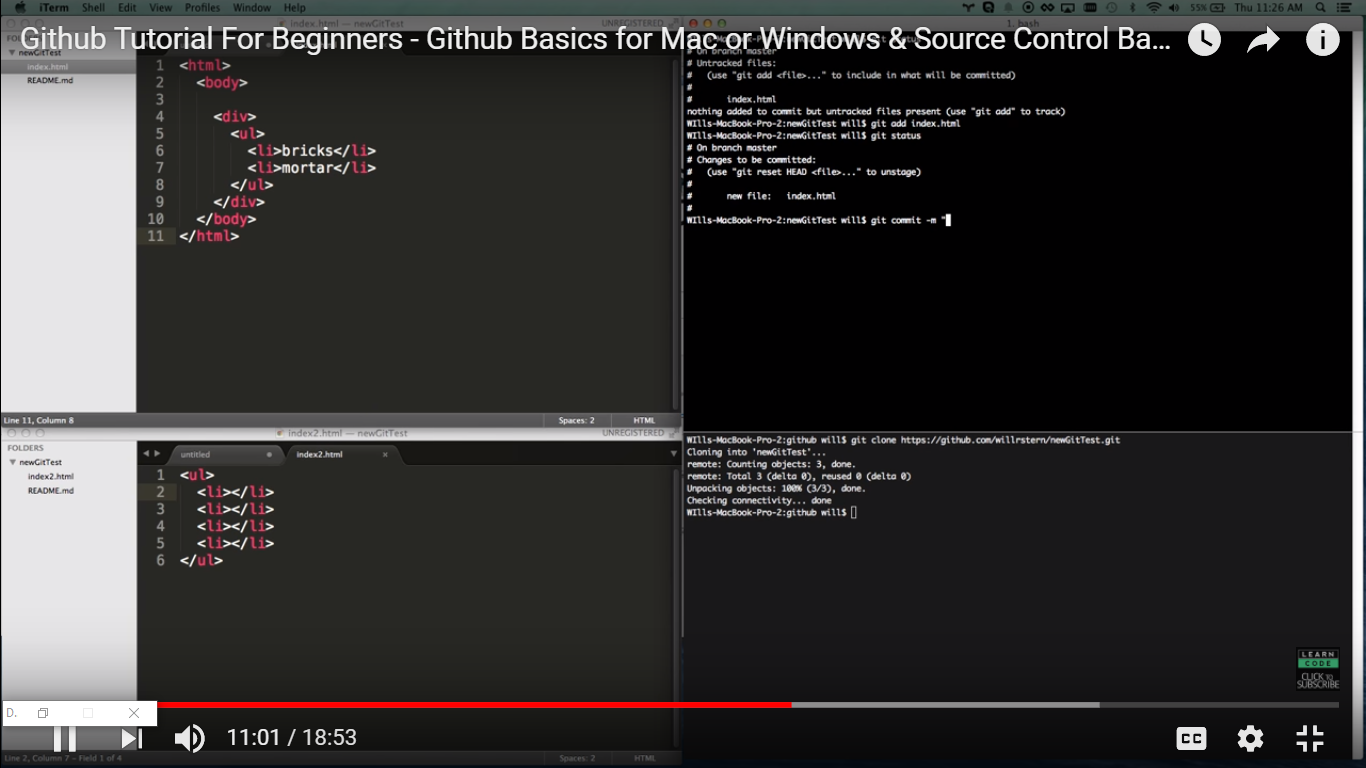 iTerm Shell Edit View Profiles Window Help 55% Thu 11:26 AM
index.html — newGitTest UNREGISTERED 1. bash
Github Tutorial For Beginners - Github Basics for Mac or Windows & Source Control Ba...
newGitTest
index.html
README.md
1 <html>
2 <body>
3
4 <div>
5 <ul>
6 <li>bricks</li>
7 <li>mortar</li>
8 </ul>
9 </div>
10 </body>
11 </html>
Line 11, Column 8 Spaces: 2 HTML
# On branch master
# Untracked files:
# (use "git add <file>..." to include in what will be committed)
#
# index.html
nothing added to commit but untracked files present (use "git add" to track)
WIlls-MacBook-Pro-2:newGitTest will$ git add index.html
WIlls-MacBook-Pro-2:newGitTest will$ git status
# On branch master
# Changes to be committed:
# (use "git reset HEAD <file>..." to unstage)
#
# new file: index.html
#
WIlls-MacBook-Pro-2:newGitTest will$ git commit -m "
index2.html — newGitTest UNREGISTERED
FOLDERS
newGitTest
index2.html
README.md
untitled index2.html
1 <ul>
2 <li></li>
3 <li></li>
4 <li></li>
5 <li></li>
6 </ul>
WIlls-MacBook-Pro-2:github will$ git clone https://github.com/willrstern/newGitTest.git
Cloning into 'newGitTest'...
remote: Counting objects: 3, done.
remote: Total 3 (delta 0), reused 0 (delta 0)
Unpacking objects: 100% (3/3), done.
Checking connectivity... done
WIlls-MacBook-Pro-2:github will$
LEARN
CODE
CLICK TO
SUBSCRIBE
D.
11:01 / 18:53
CC
Line 2, Column 7 – Field 1 of 4 Spaces: 2 HTML